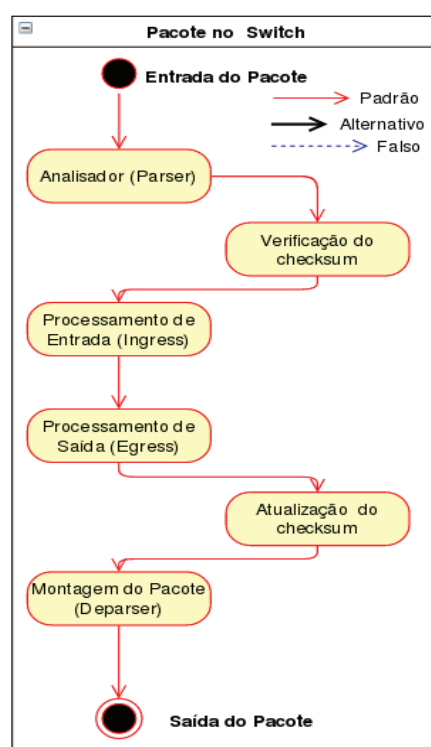 Pacote no Switch
Entrada do Pacote
Padrão
Alternativo
Falso
Analisador (Parser)
Verificação do
checksum
Processamento de
Entrada (Ingress)
Processamento de
Saída (Egress)
Atualização do
checksum
Montagem do Pacote
(Deparser)
Saída do Pacote